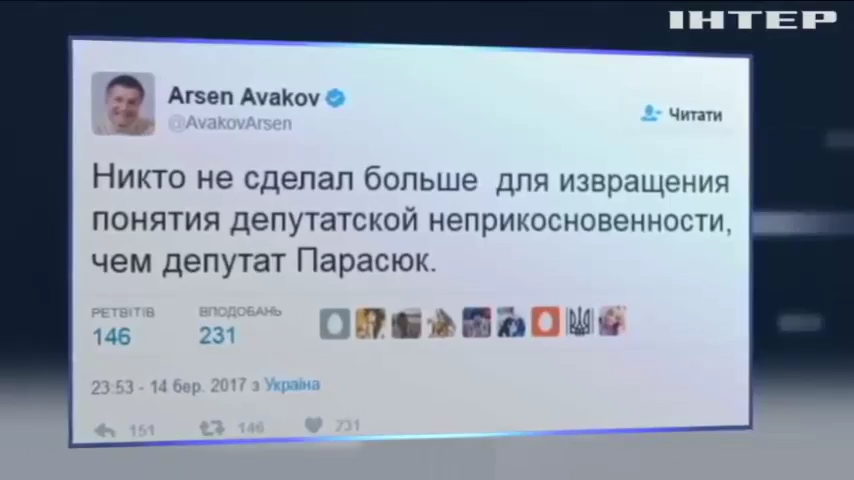 ІНТЕР
Arsen Avakov
@AvakovArsen
Читати
Никто не сделал больше для извращения
понятия депутатской неприкосновенности,
чем депутат Парасюк.
РЕТВІТІВ ВПОДОБАНЬ
146 231
23:53 - 14 бер. 2017 з Україна
151 146 231